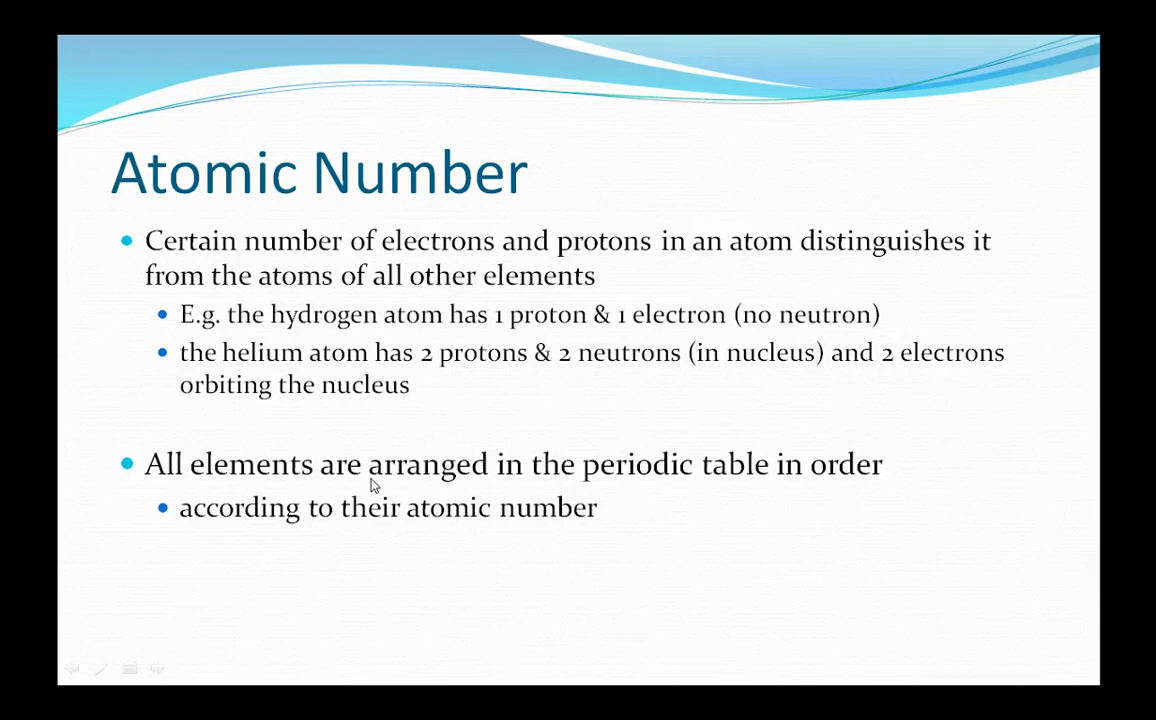 Atomic Number
Certain number of electrons and protons in an atom distinguishes it
from the atoms of all other elements
E.g. the hydrogen atom has 1 proton & 1 electron (no neutron)
the helium atom has 2 protons & 2 neutrons (in nucleus) and 2 electrons
orbiting the nucleus
All elements are arranged in the periodic table in order
according to their atomic number